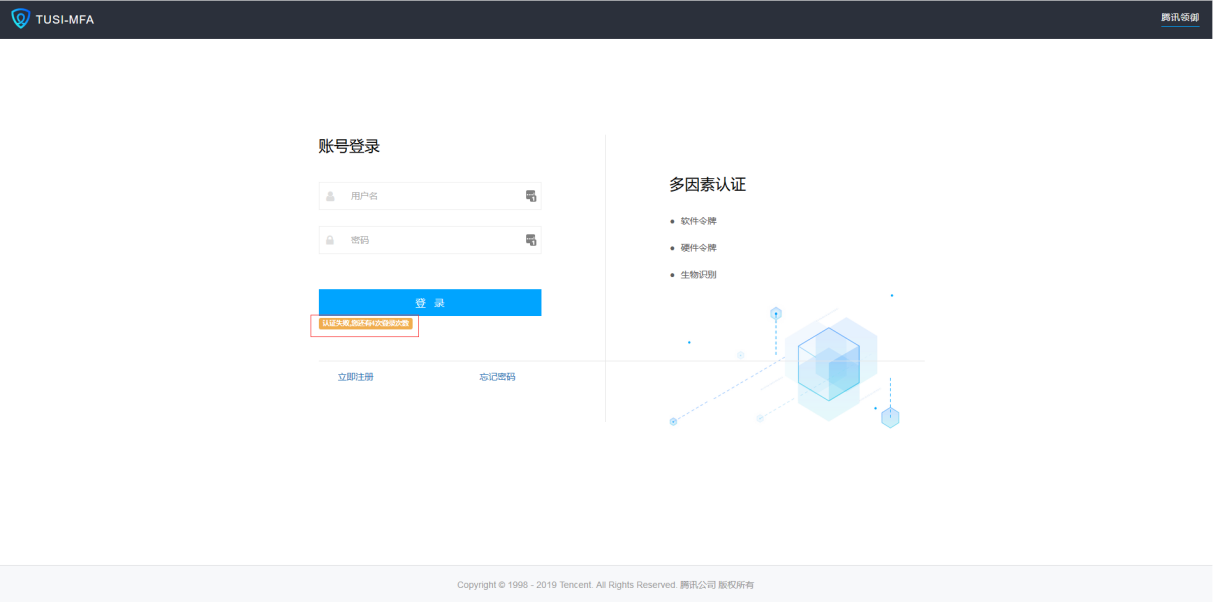 TUSI-MFA
腾讯领御
账号登录
用户名
密码
登 录
认证失败,您还有4次登录次数
立即注册
忘记密码
多因素认证
软件令牌
硬件令牌
生物识别
Copyright © 1998 - 2019 Tencent. All Rights Reserved. 腾讯公司 版权所有